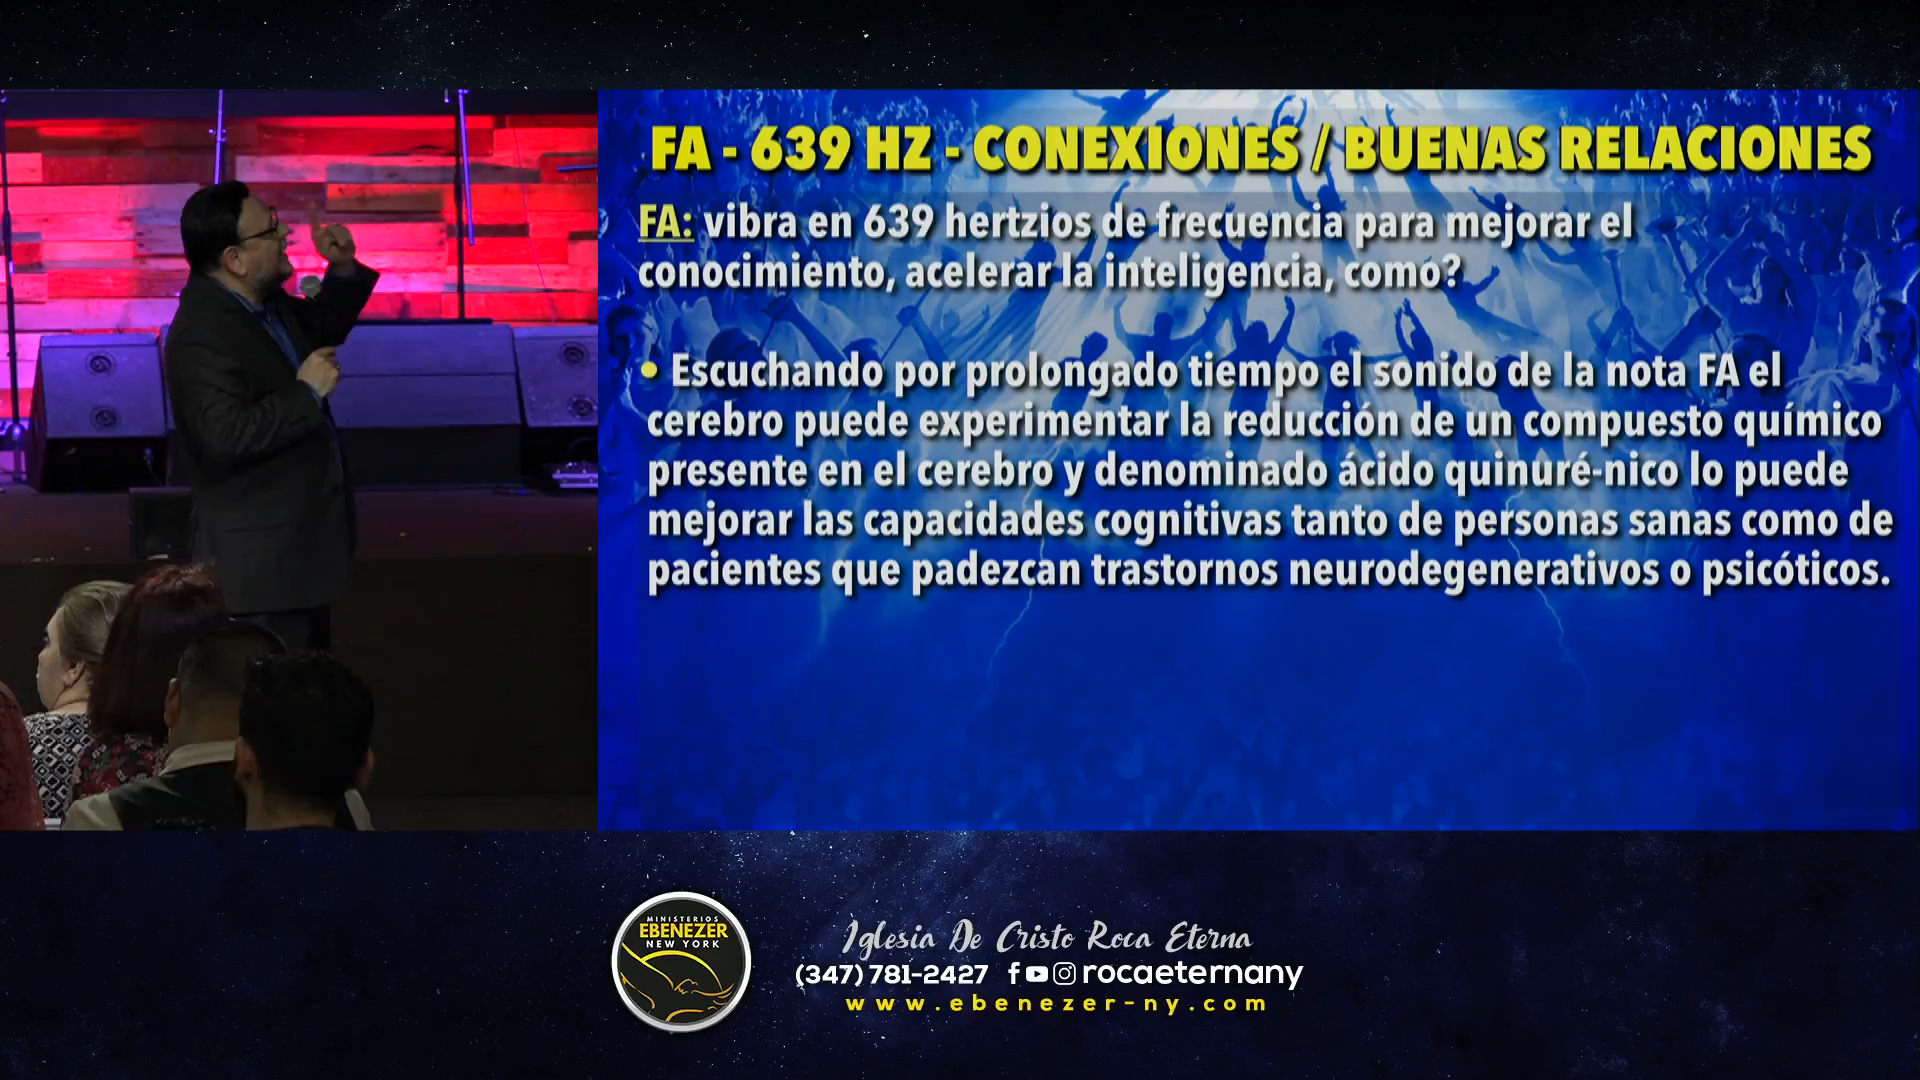 FA - 639 HZ - CONEXIONES / BUENAS RELACIONES
FA: vibra en 639 hertzios de frecuencia para mejorar el
conocimiento, acelerar la inteligencia, como?
• Escuchando por prolongado tiempo el sonido de la nota FA el
cerebro puede experimentar la reducción de un compuesto químico
presente en el cerebro y denominado ácido quinuré-nico lo puede
mejorar las capacidades cognitivas tanto de personas sanas como de
pacientes que padezcan trastornos neurodegenerativos o psicóticos.
MINISTERIOS
EBENEZER
NEW YORK
Iglesia De Cristo Roca Eterna
(347) 781-2427 rocaeternany
www.ebenezer-ny.com